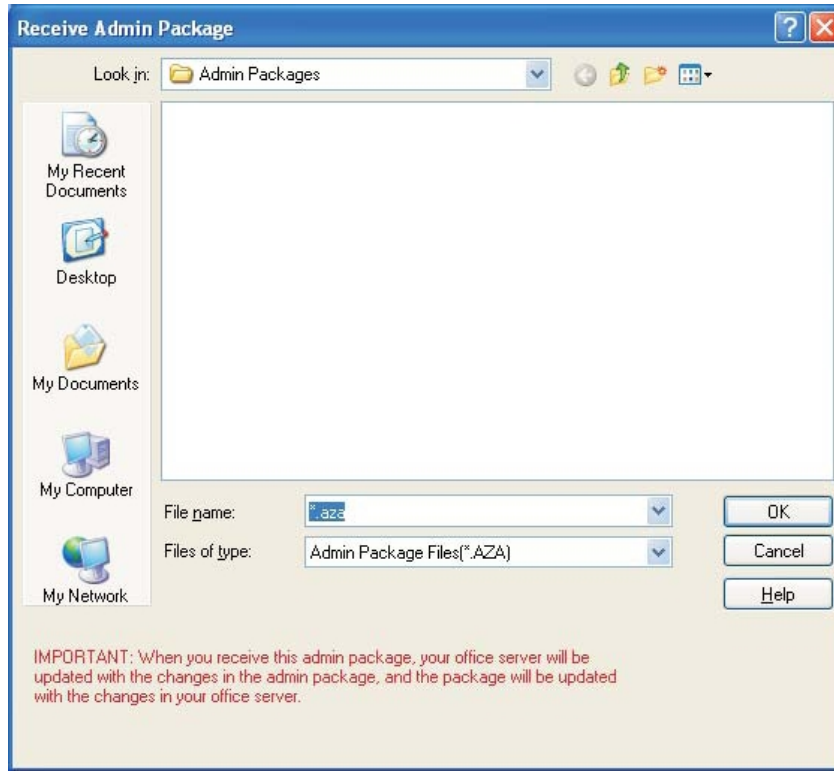 Receive Admin Package
Look in:
Admin Packages
My Recent
Documents
Desktop
My Documents
My Computer
My Network
File name:
*.aza
OK
Files of type:
Admin Package Files(*.AZA)
Cancel
Help
IMPORTANT: When you receive this admin package, your office server will be
updated with the changes in the admin package, and the package will be updated
with the changes in your office server.